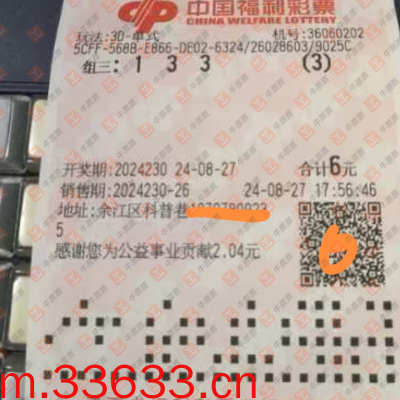 中国福利彩票
CHINA WELFARE LOTTERY
玩法:3D-单式 机号:36060202
5CFF-568B-E866-DE02-6324/26028603/9025C
组三: 1 3 3 (3)
开奖期:2024230 24-08-27 合计6元
销售期:2024230-26 24-08-27 17:56:46
地址:余江区科普巷
5
感谢您为公益事业贡献2.04元
6
m.33633.cn